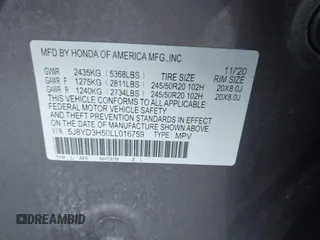 MFD.BY HONDA OF AMERICA MFG.,INC.
11/20
GVWR 2435KG 5368LBS TIRE SIZE RIM SIZE
GAWR F 1275KG 2811LBS 245/50R20 102H 20X8.0J
GAWR R 1240KG 2734LBS 245/50R20 102H 20X8.0J
THIS VEHICLE CONFORMS TO ALL APPLICABLE
FEDERAL MOTOR VEHICLE SAFETY AND
THEFT PREVENTION STANDARDS IN EFFECT ON
THE DATE OF MANUFACTURE SHOWN ABOVE.
V.I.N.: 5J8YD3H50LL016759 TYPE: MPV
DREAMBID